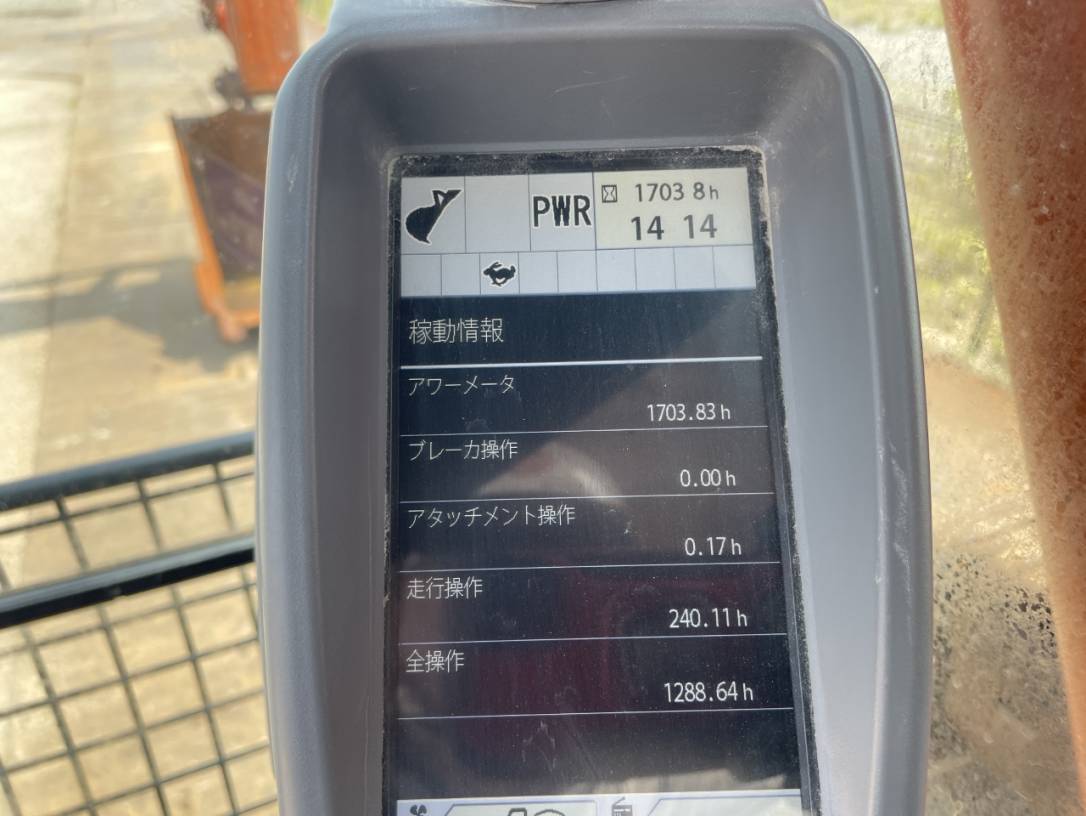 PWR
1703 8 h
14 14
稼動情報
アワーメータ
1703.83 h
ブレーカ操作
0.00 h
アタッチメント操作
0.17 h
走行操作
240.11 h
全操作
1288.64 h